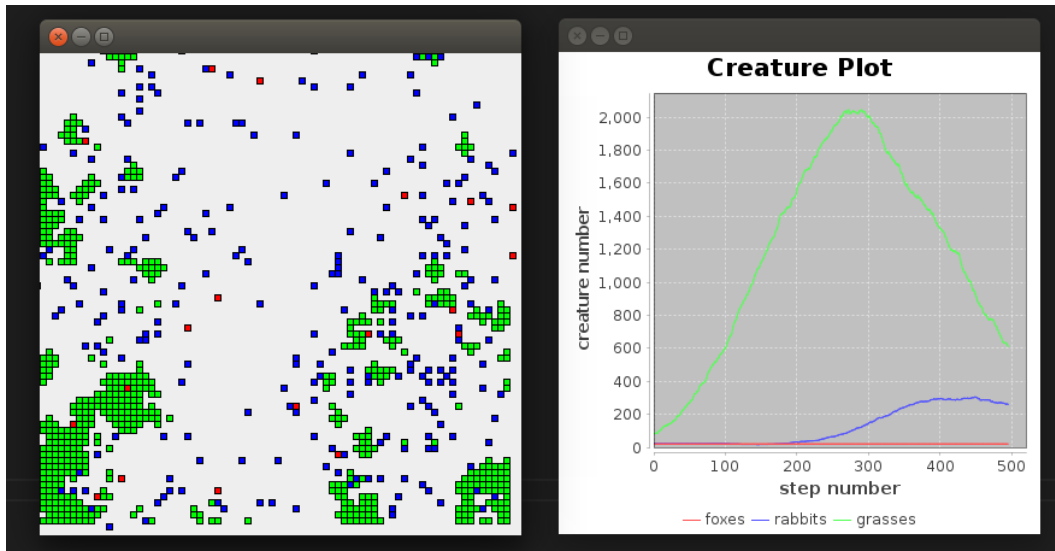 Creature Plot
creature number
2,000
1,800
1,600
1,400
1,200
1,000
800
600
400
200
0
0 100 200 300 400 500
step number
foxes rabbits grasses